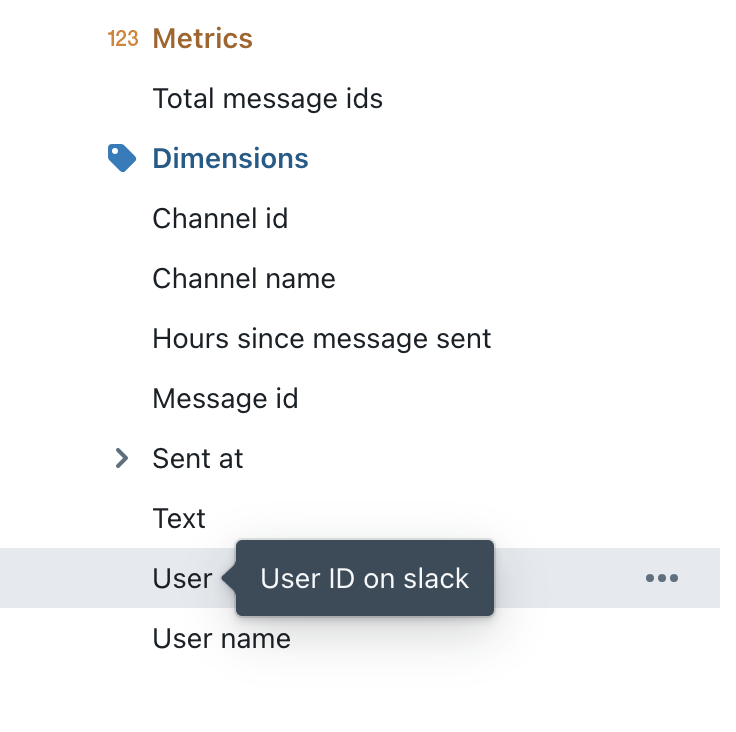 123 Metrics
Total message ids
Dimensions
Channel id
Channel name
Hours since message sent
Message id
Sent at
Text
User User ID on slack
User name